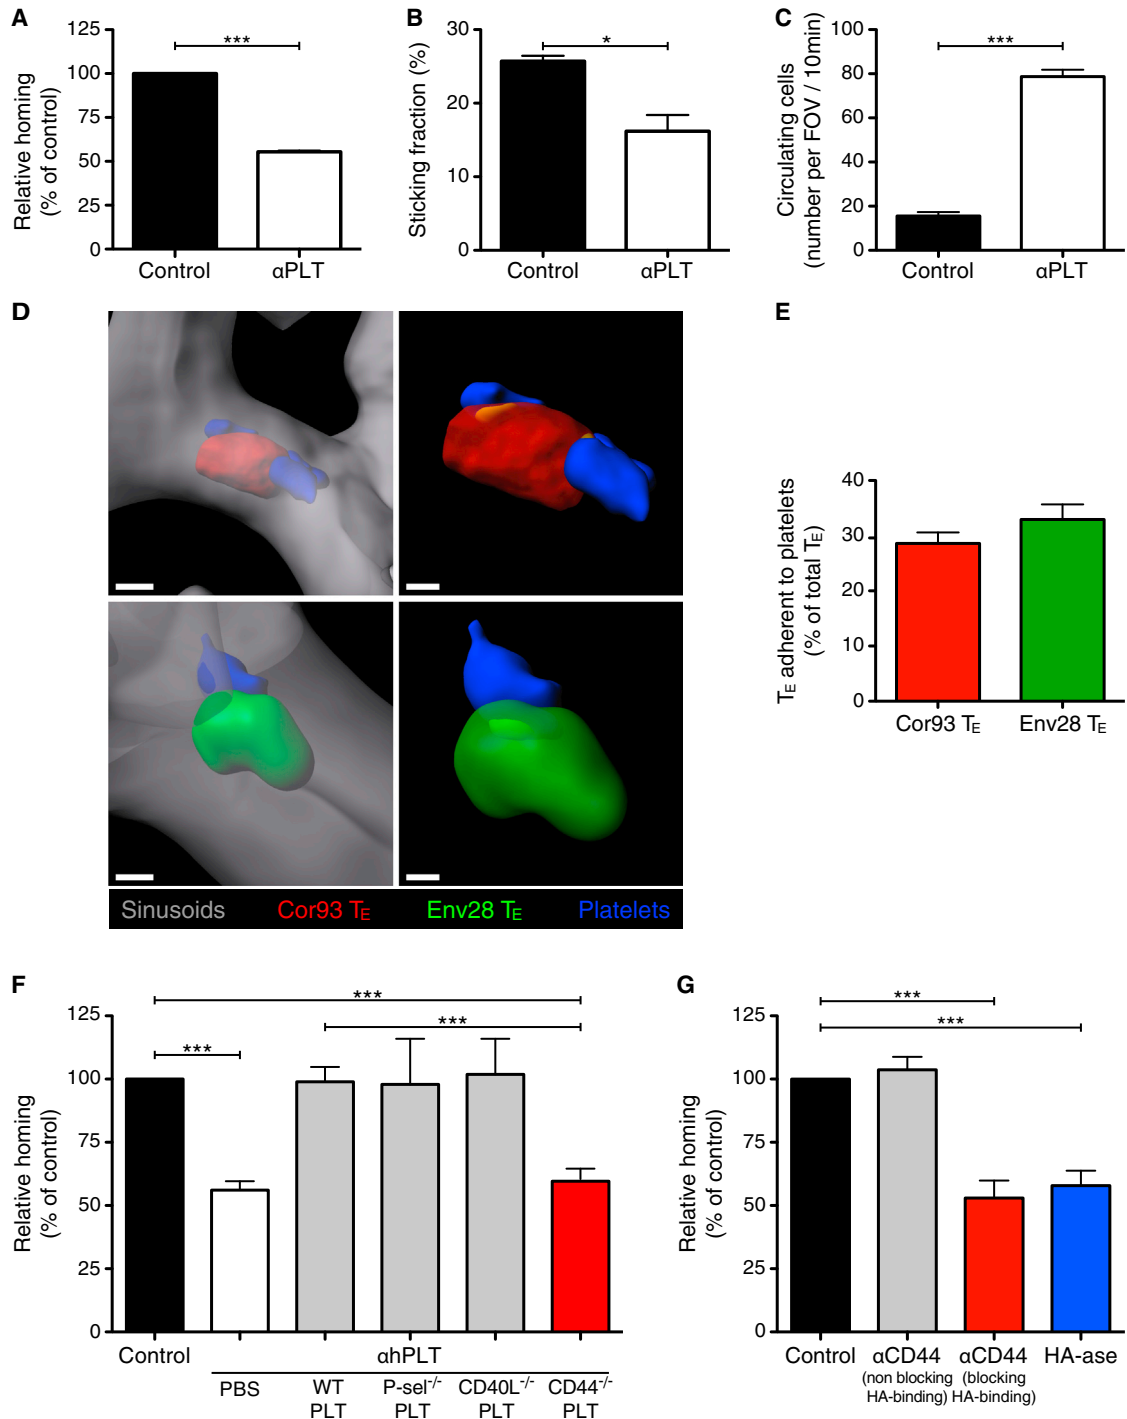 A
Relative homing
(% of control)
125
100
75
50
25
0
***
Control
αPLT
B
Sticking fraction (%)
30
20
10
0
*
Control
αPLT
C
Circulating cells
(number per FOV / 10min)
100
80
60
40
20
0
***
Control
αPLT
D
Sinusoids Cor93 TE Env28 TE Platelets
E
TE adherent to platelets
(% of total TE)
40
30
20
10
0
Cor93 TE
Env28 TE
F
Relative homing
(% of control)
125
100
75
50
25
0
***
***
***
Control
αhPLT
PBS
WT
PLT
P-sel-/-
PLT
CD40L-/-
PLT
CD44-/-
PLT
G
Relative homing
(% of control)
125
100
75
50
25
0
***
***
Control
αCD44
(non blocking
HA-binding)
αCD44
(blocking
HA-binding)
HA-ase